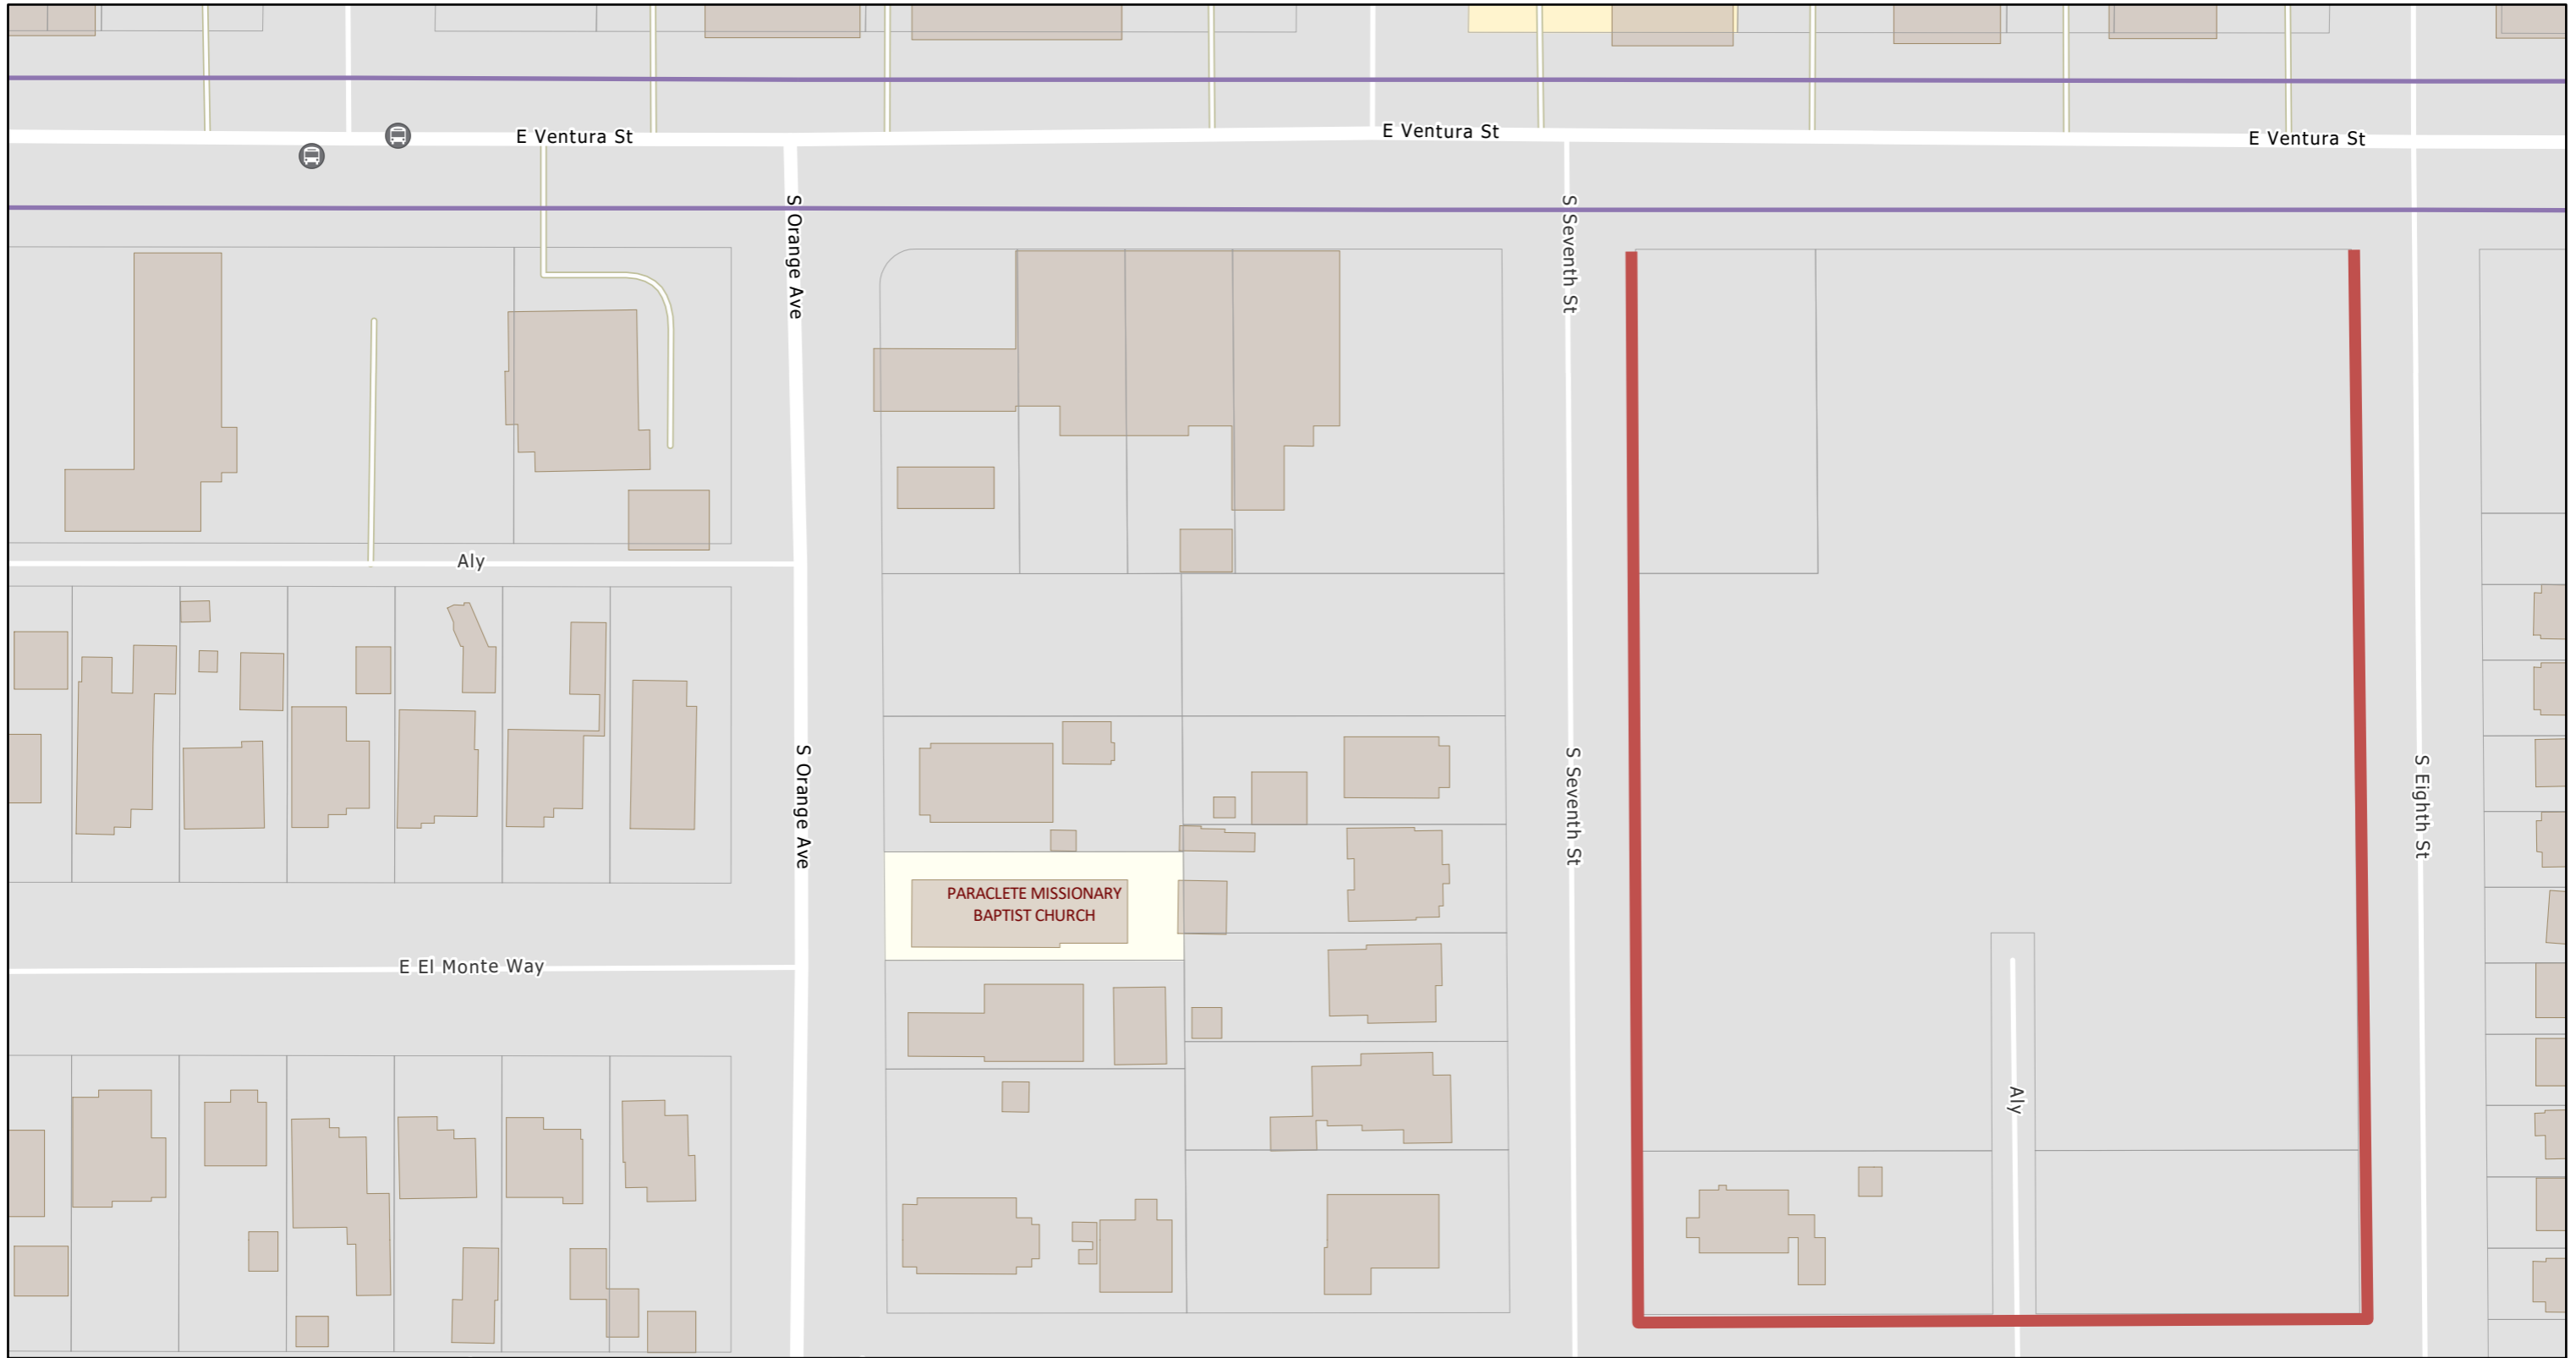 E Ventura St
E Ventura St
E Ventura St
S Orange Ave
S Seventh St
Aly
S Orange Ave
S Seventh St
S Eighth St
PARACLETE MISSIONARY
BAPTIST CHURCH
E El Monte Way
Aly